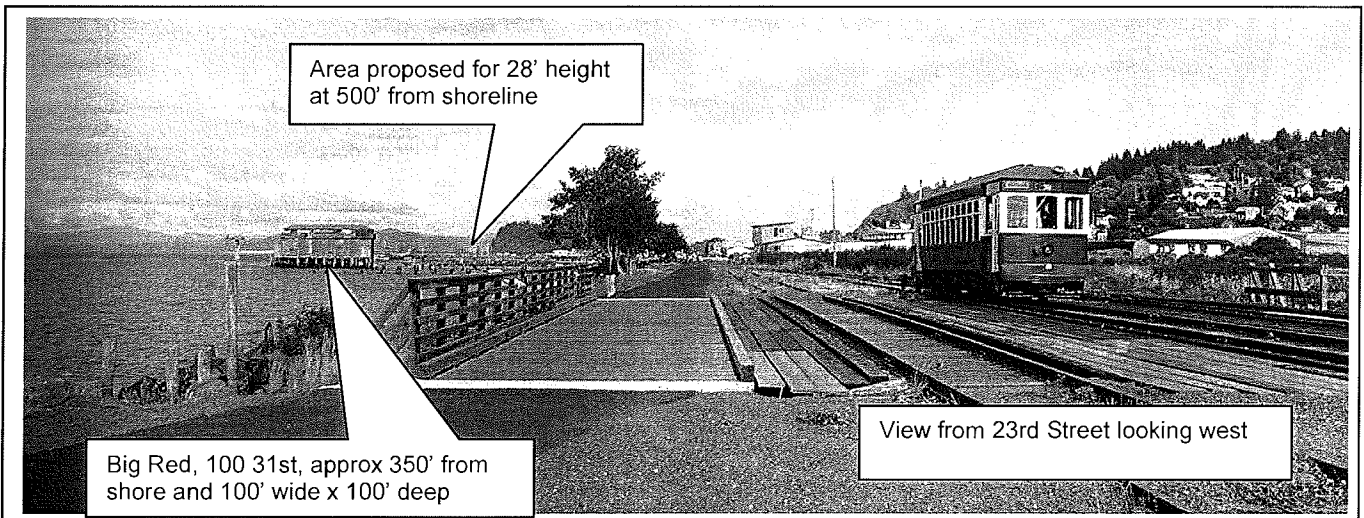 Area proposed for 28' height
at 500' from shoreline
Big Red, 100 31st, approx 350' from
shore and 100' wide x 100' deep
View from 23rd Street looking west